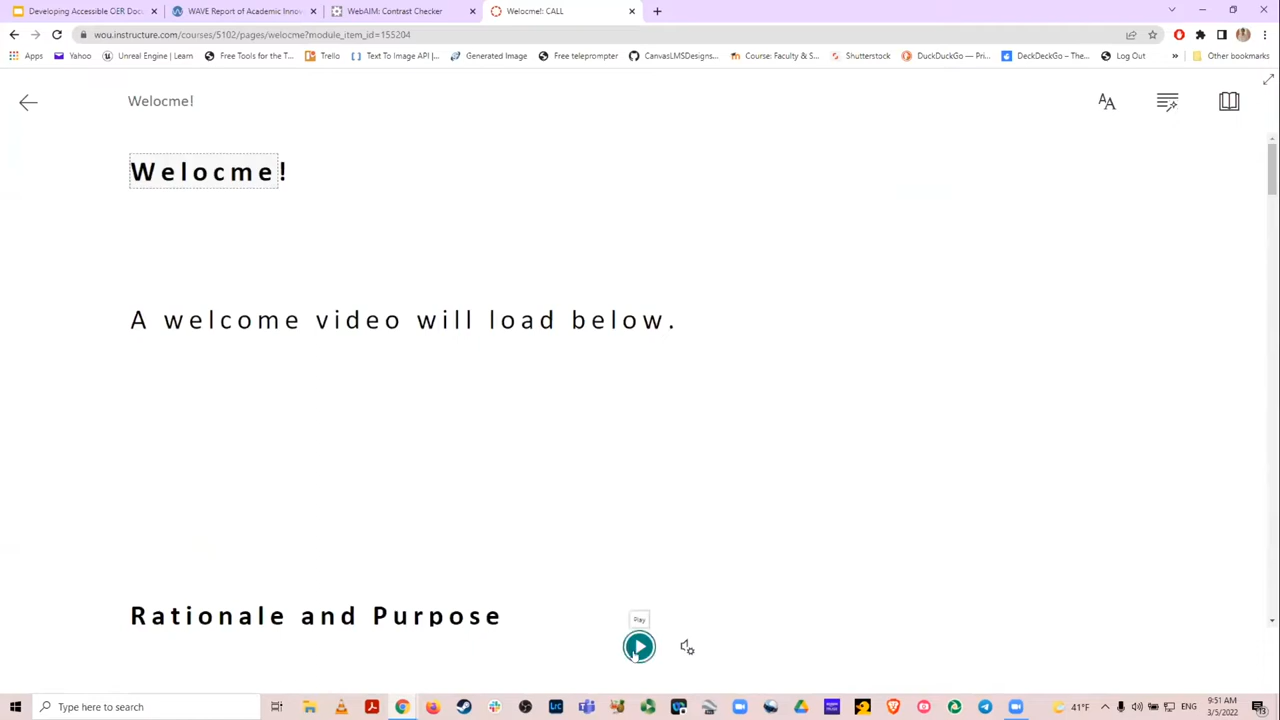 Developing Accessible OER Doc
WAVE Report of Academic Innov
WebAIM: Contrast Checker
Welocme!: CALL
wou.instructure.com/courses/5102/pages/welocme?module_item_id=155204
Apps
Yahoo
Unreal Engine | Learn
Free Tools for the T...
Trello
Text To Image API |...
Generated Image
Free teleprompter
CanvasLMSDesigns...
Course: Faculty & S...
Shutterstock
DuckDuckGo — Pri...
DeckDeckGo – The...
Log Out
»
Other bookmarks
Welocme!
Welocme!
A welcome video will load below.
Rationale and Purpose
Play
Type here to search
41°F
ENG
9:51 AM
3/5/2022